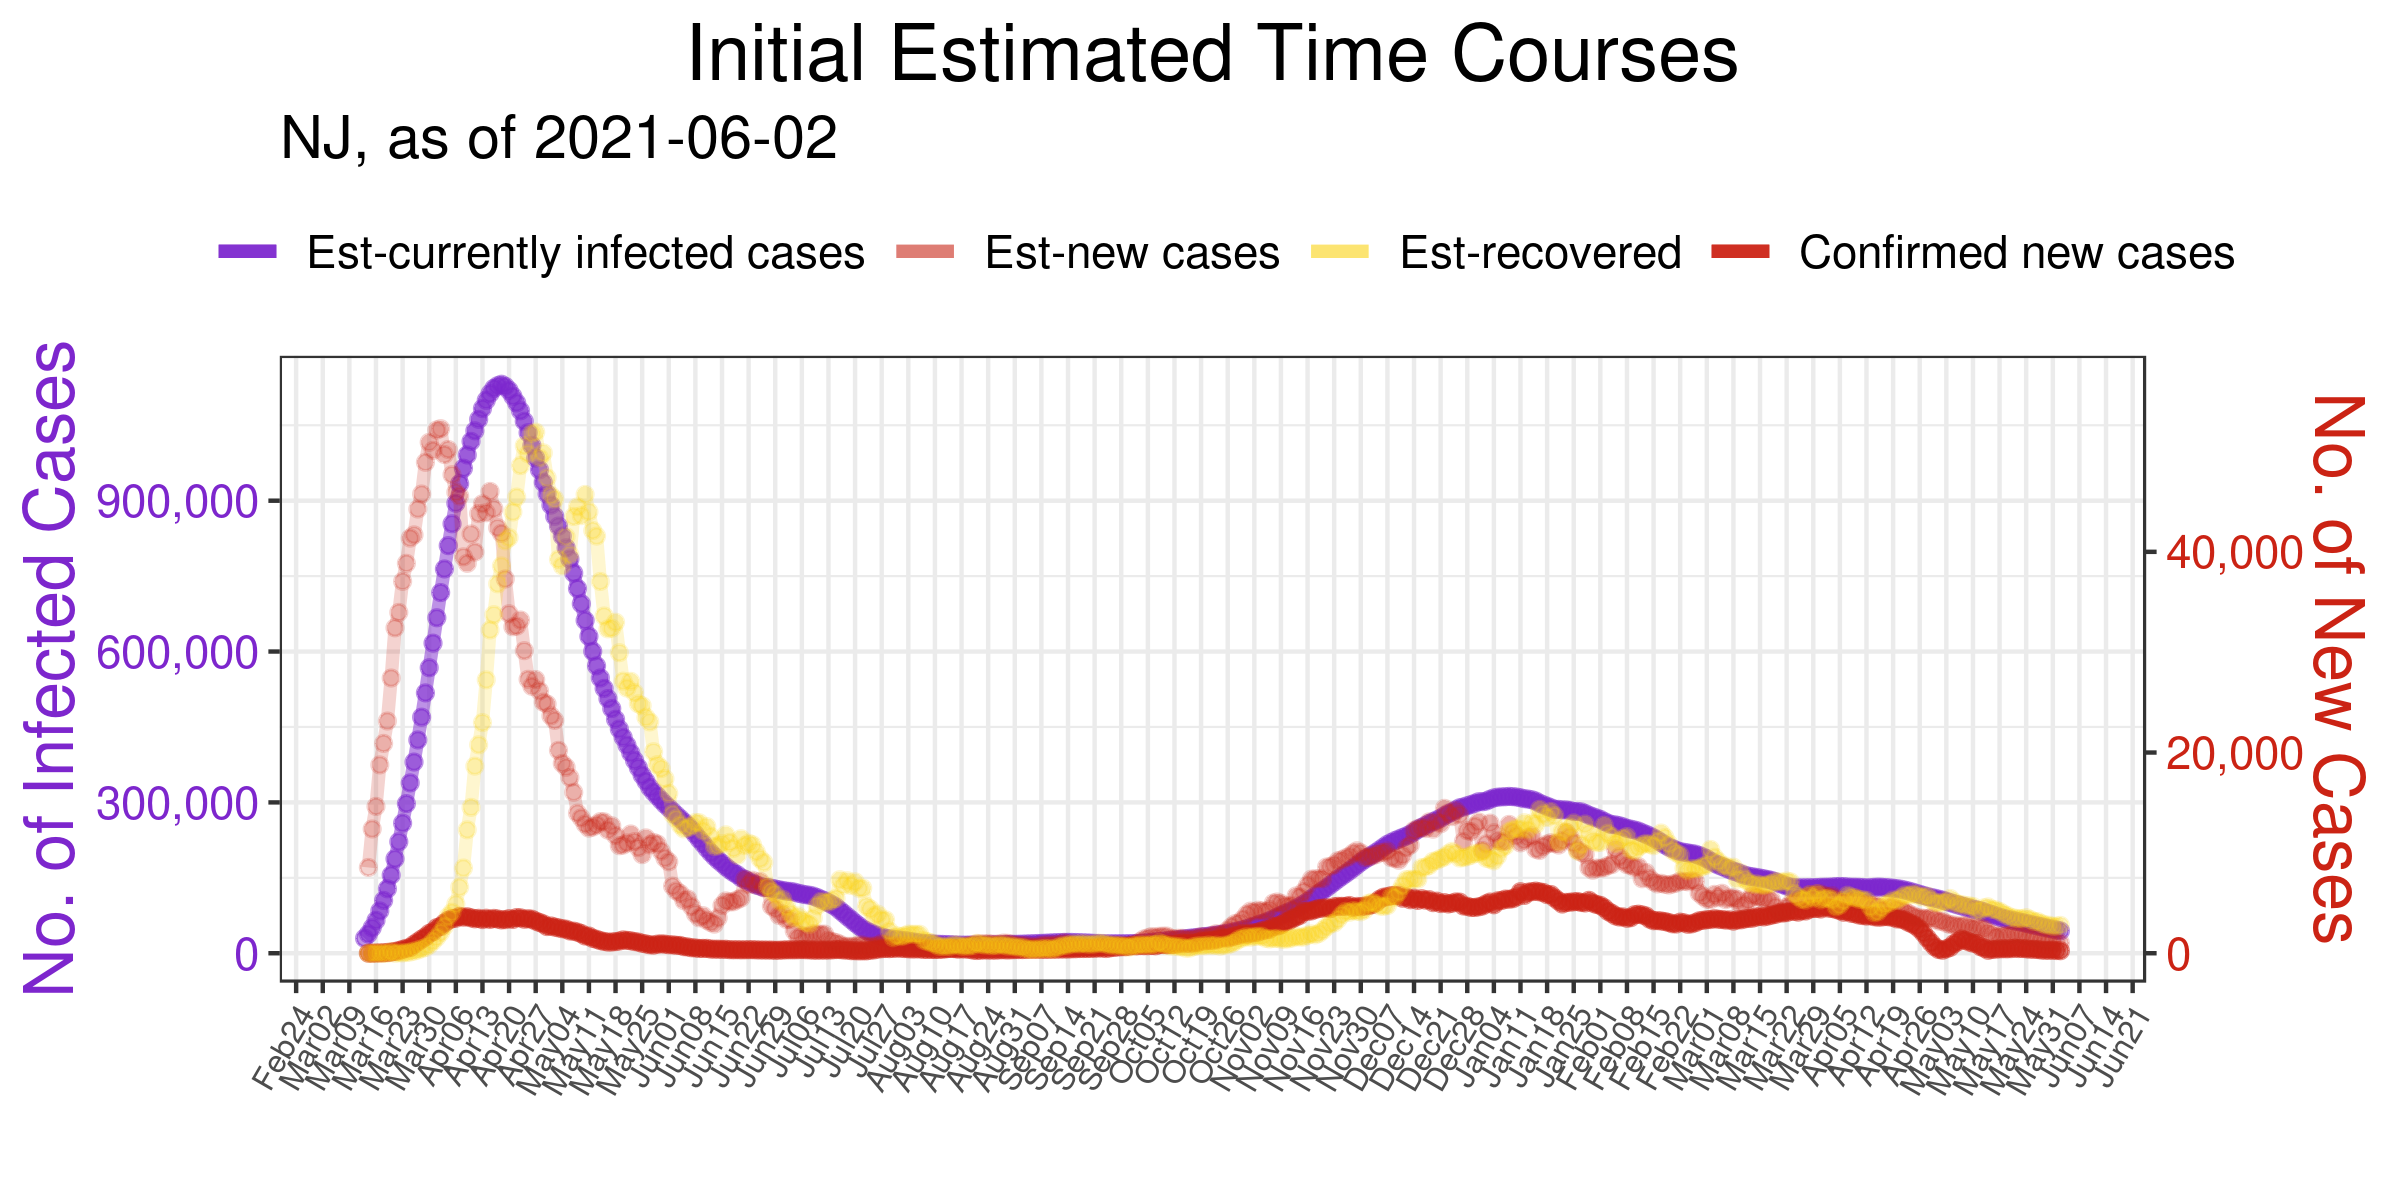 Initial Estimated Time Courses
NJ, as of 2021-06-02
Est-currently infected cases Est-new cases Est-recovered Confirmed new cases
No. of Infected Cases
900,000
600,000
300,000
0
No. of New Cases
40,000
20,000
0
Feb24
Mar02
Mar09
Mar16
Mar23
Mar30
Apr06
Apr13
Apr20
Apr27
May04
May11
May18
May25
Jun01
Jun08
Jun15
Jun22
Jun29
Jul06
Jul13
Jul20
Jul27
Aug03
Aug10
Aug17
Aug24
Aug31
Sep07
Sep14
Sep21
Sep28
Oct05
Oct12
Oct19
Oct26
Nov02
Nov09
Nov16
Nov23
Nov30
Dec07
Dec14
Dec21
Dec28
Jan04
Jan11
Jan18
Jan25
Feb01
Feb08
Feb15
Feb22
Mar01
Mar08
Mar15
Mar22
Mar29
Apr05
Apr12
Apr19
Apr26
May03
May10
May17
May24
May31
Jun07
Jun14
Jun21